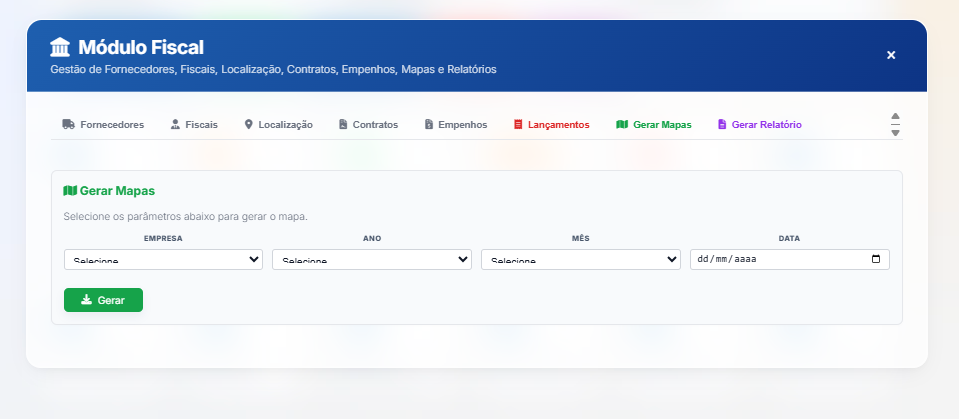 Módulo Fiscal
Gestão de Fornecedores, Fiscais, Localização, Contratos, Empenhos, Mapas e Relatórios
Fornecedores Fiscais Localização Contratos Empenhos Lançamentos Gerar Mapas Gerar Relatório
Gerar Mapas
Selecione os parâmetros abaixo para gerar o mapa.
EMPRESA ANO MÊS DATA
Selecione Selecione Selecione dd/mm/aaaa
Gerar